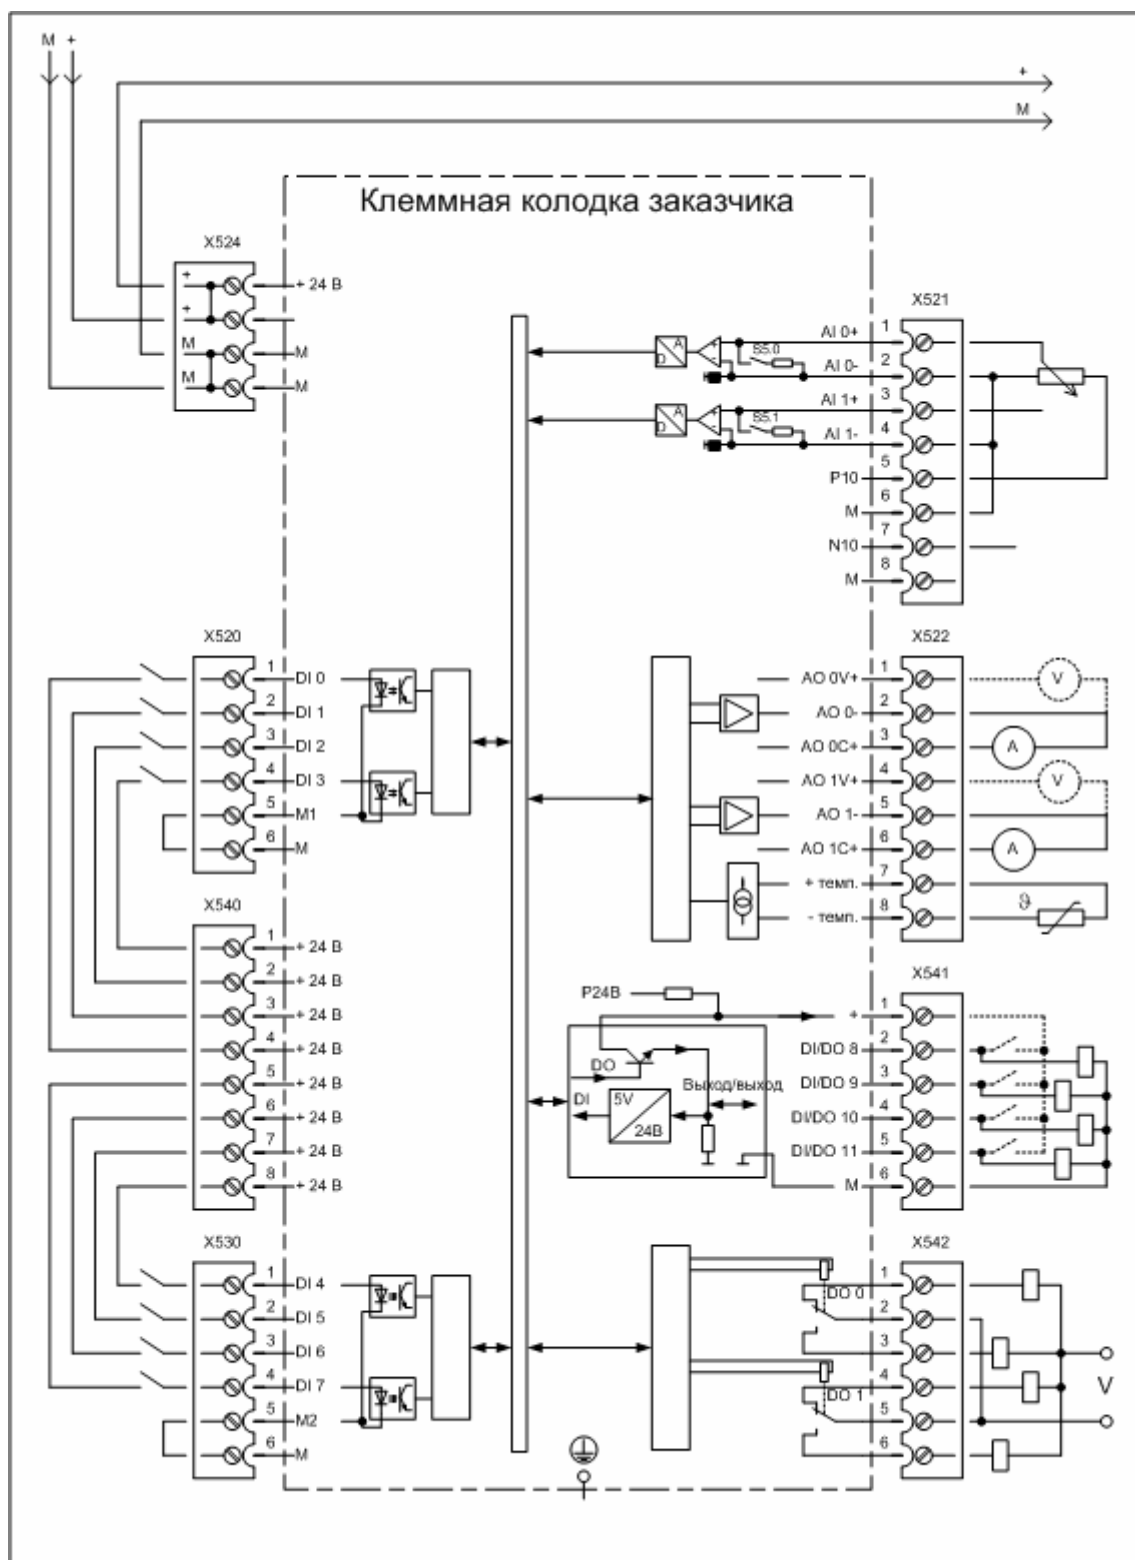 M +
+
M
Клеммная колодка заказчика
X524
+
+ 24 В
+
M
M
M
M
X521
AI 0+
1
S5.0
AI 0-
2
AI 1+
3
S5.1
AI 1-
4
P10
5
M
6
N10
7
M
8
A
D
+
-
A
D
+
-
X520
1
DI 0
2
DI 1
3
DI 2
4
DI 3
5
M1
6
M
X522
AO 0V+
1
V
AO 0-
2
AO 0C+
3
A
AO 1V+
4
V
AO 1-
5
AO 1C+
6
A
+ темп.
7
- темп.
8
ϑ
X540
1
+ 24 В
2
+ 24 В
3
+ 24 В
4
+ 24 В
5
+ 24 В
6
+ 24 В
7
+ 24 В
8
+ 24 В
X541
P24В
+
1
DO
DI/DO 8
2
DI
5V
24В
Выход/выход
DI/DO 9
3
DI/DO 10
4
DI/DO 11
5
M
6
X530
1
DI 4
2
DI 5
3
DI 6
4
DI 7
5
M2
6
M
X542
1
DO 0
2
3
4
DO 1
5
6
V